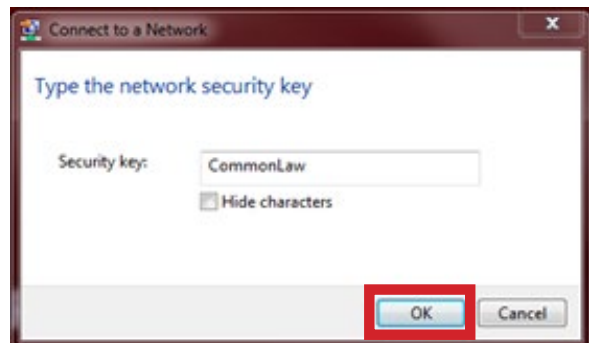 Connect to a Network
Type the network security key
Security key: CommonLaw
Hide characters
OK Cancel